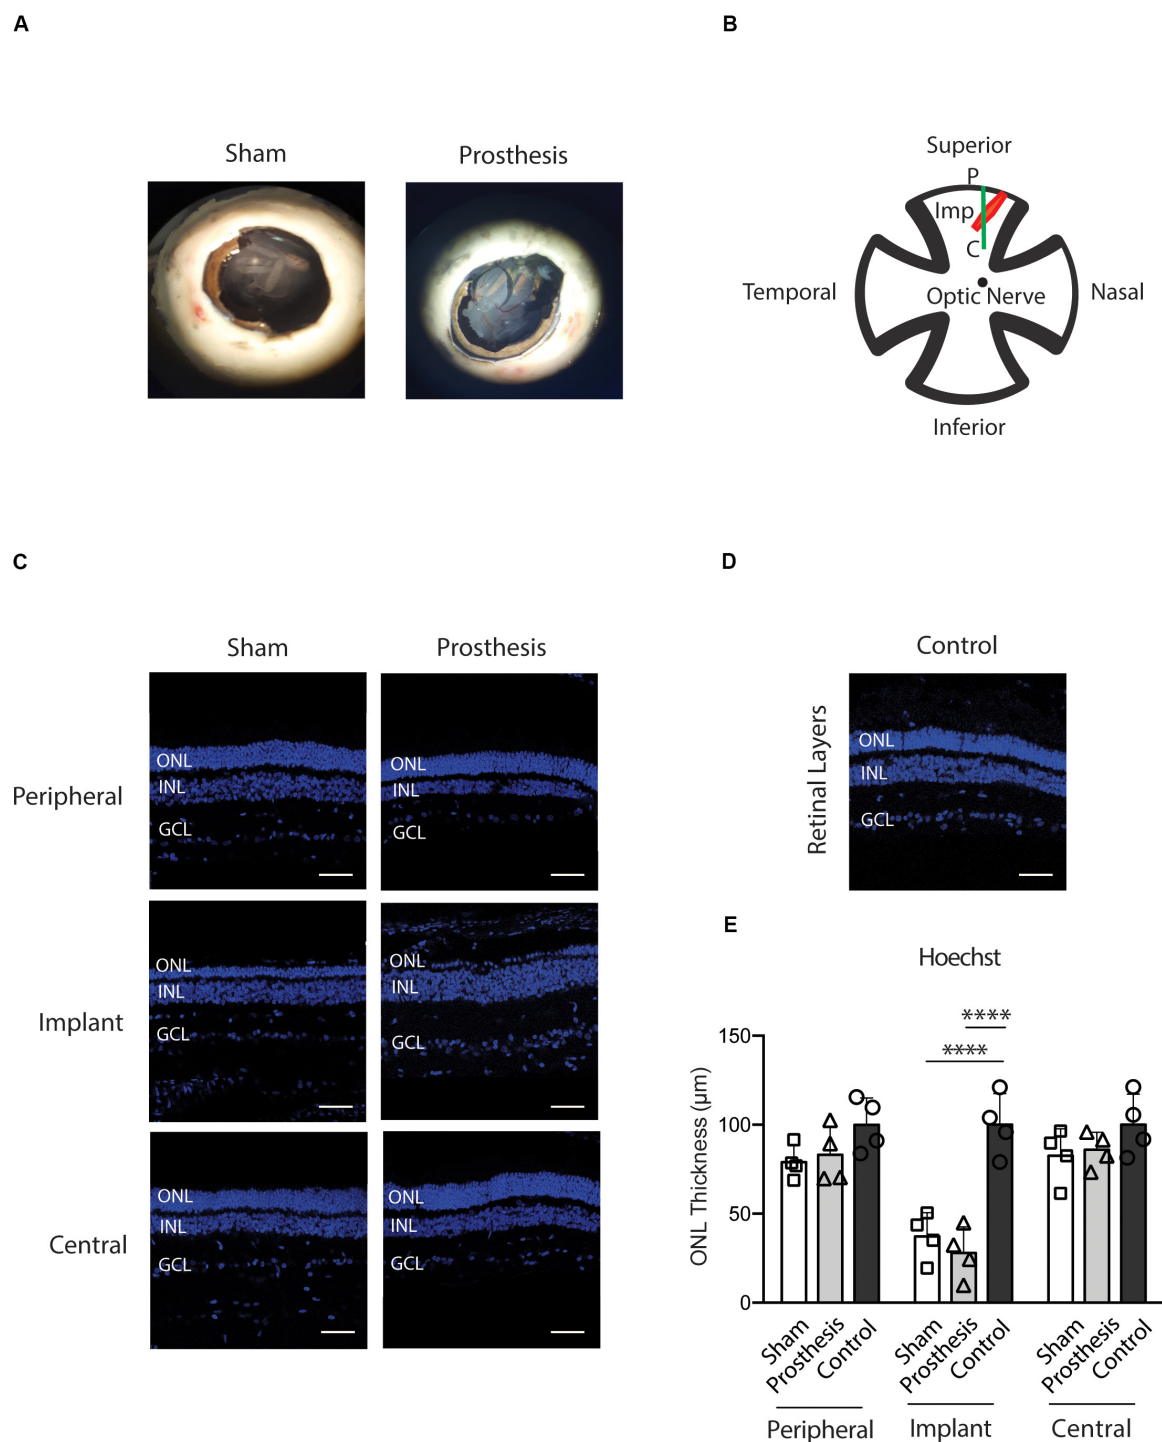 A
B
Sham
Prosthesis
Superior
P
Imp
C
Temporal
Optic Nerve
Nasal
Inferior
C
D
Sham
Prosthesis
Control
Peripheral
ONL
INL
GCL
ONL
INL
GCL
Retinal Layers
ONL
INL
GCL
Implant
ONL
INL
GCL
ONL
INL
GCL
Central
ONL
INL
GCL
ONL
INL
GCL
E
Hoechst
****
****
ONL Thickness (µm)
150
100
50
0
Sham
Prosthesis
Control
Sham
Prosthesis
Control
Sham
Prosthesis
Control
Peripheral
Implant
Central